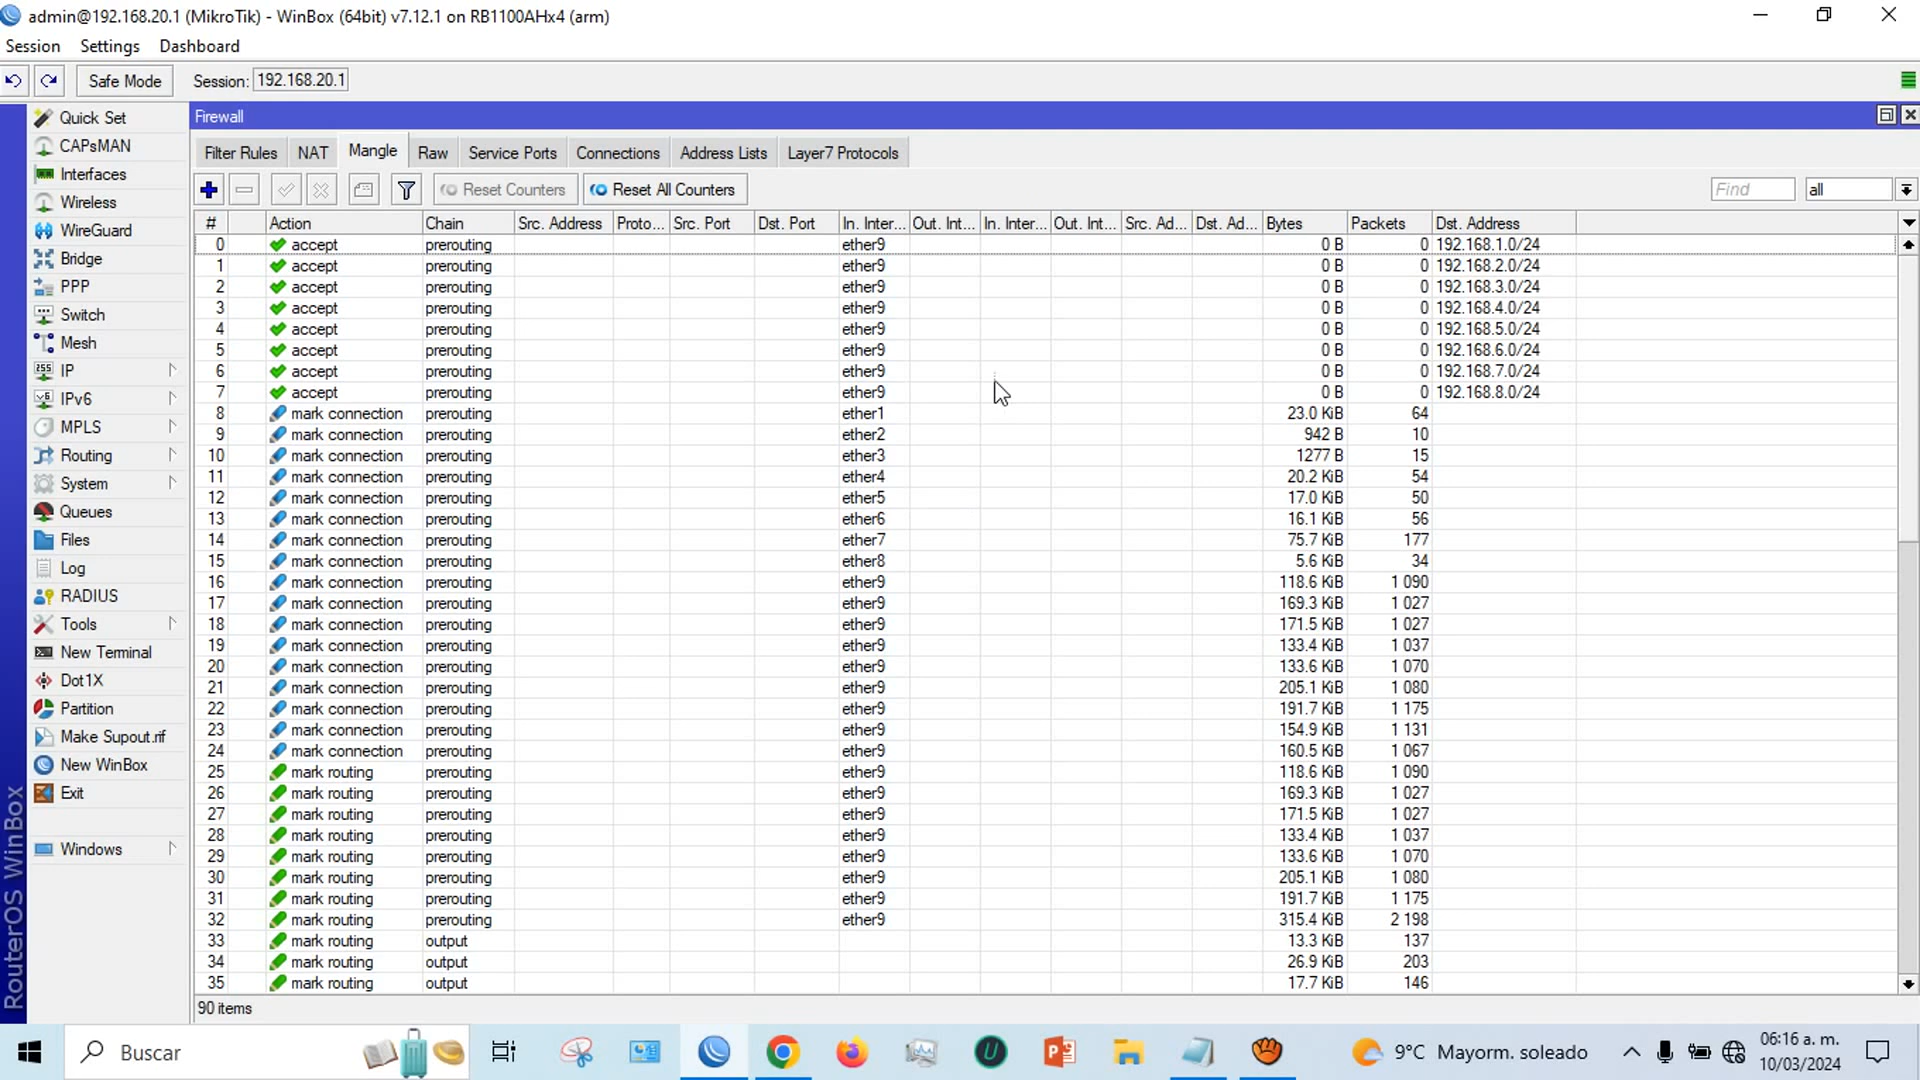 admin@192.168.20.1 (MikroTik) - WinBox (64bit) v7.12.1 on RB1100AHx4 (arm)
Session Settings Dashboard
Safe Mode Session: 192.168.20.1
Quick Set
CAPsMAN
Interfaces
Wireless
WireGuard
Bridge
PPP
Switch
Mesh
IP
IPv6
MPLS
Routing
System
Queues
Files
Log
RADIUS
Tools
New Terminal
Dot1X
Partition
Make Supout.rif
New WinBox
Exit
Windows
RouterOS WinBox
Firewall
Filter Rules NAT Mangle Raw Service Ports Connections Address Lists Layer7 Protocols
Reset Counters Reset All Counters Find all
# Action Chain Src. Address Proto... Src. Port Dst. Port In. Inter... Out. Int... In. Inter... Out. Int... Src. Ad... Dst. Ad... Bytes Packets Dst. Address
0 accept prerouting ether9 0 B 0 192.168.1.0/24
1 accept prerouting ether9 0 B 0 192.168.2.0/24
2 accept prerouting ether9 0 B 0 192.168.3.0/24
3 accept prerouting ether9 0 B 0 192.168.4.0/24
4 accept prerouting ether9 0 B 0 192.168.5.0/24
5 accept prerouting ether9 0 B 0 192.168.6.0/24
6 accept prerouting ether9 0 B 0 192.168.7.0/24
7 accept prerouting ether9 0 B 0 192.168.8.0/24
8 mark connection prerouting ether1 23.0 KiB 64
9 mark connection prerouting ether2 942 B 10
10 mark connection prerouting ether3 1277 B 15
11 mark connection prerouting ether4 20.2 KiB 54
12 mark connection prerouting ether5 17.0 KiB 50
13 mark connection prerouting ether6 16.1 KiB 56
14 mark connection prerouting ether7 75.7 KiB 177
15 mark connection prerouting ether8 5.6 KiB 34
16 mark connection prerouting ether9 118.6 KiB 1 090
17 mark connection prerouting ether9 169.3 KiB 1 027
18 mark connection prerouting ether9 171.5 KiB 1 027
19 mark connection prerouting ether9 133.4 KiB 1 037
20 mark connection prerouting ether9 133.6 KiB 1 070
21 mark connection prerouting ether9 205.1 KiB 1 080
22 mark connection prerouting ether9 191.7 KiB 1 175
23 mark connection prerouting ether9 154.9 KiB 1 131
24 mark connection prerouting ether9 160.5 KiB 1 067
25 mark routing prerouting ether9 118.6 KiB 1 090
26 mark routing prerouting ether9 169.3 KiB 1 027
27 mark routing prerouting ether9 171.5 KiB 1 027
28 mark routing prerouting ether9 133.4 KiB 1 037
29 mark routing prerouting ether9 133.6 KiB 1 070
30 mark routing prerouting ether9 205.1 KiB 1 080
31 mark routing prerouting ether9 191.7 KiB 1 175
32 mark routing prerouting ether9 315.4 KiB 2 198
33 mark routing output 13.3 KiB 137
34 mark routing output 26.9 KiB 203
35 mark routing output 17.7 KiB 146
90 items
Buscar
9°C Mayorm. soleado
06:16 a. m.
10/03/2024